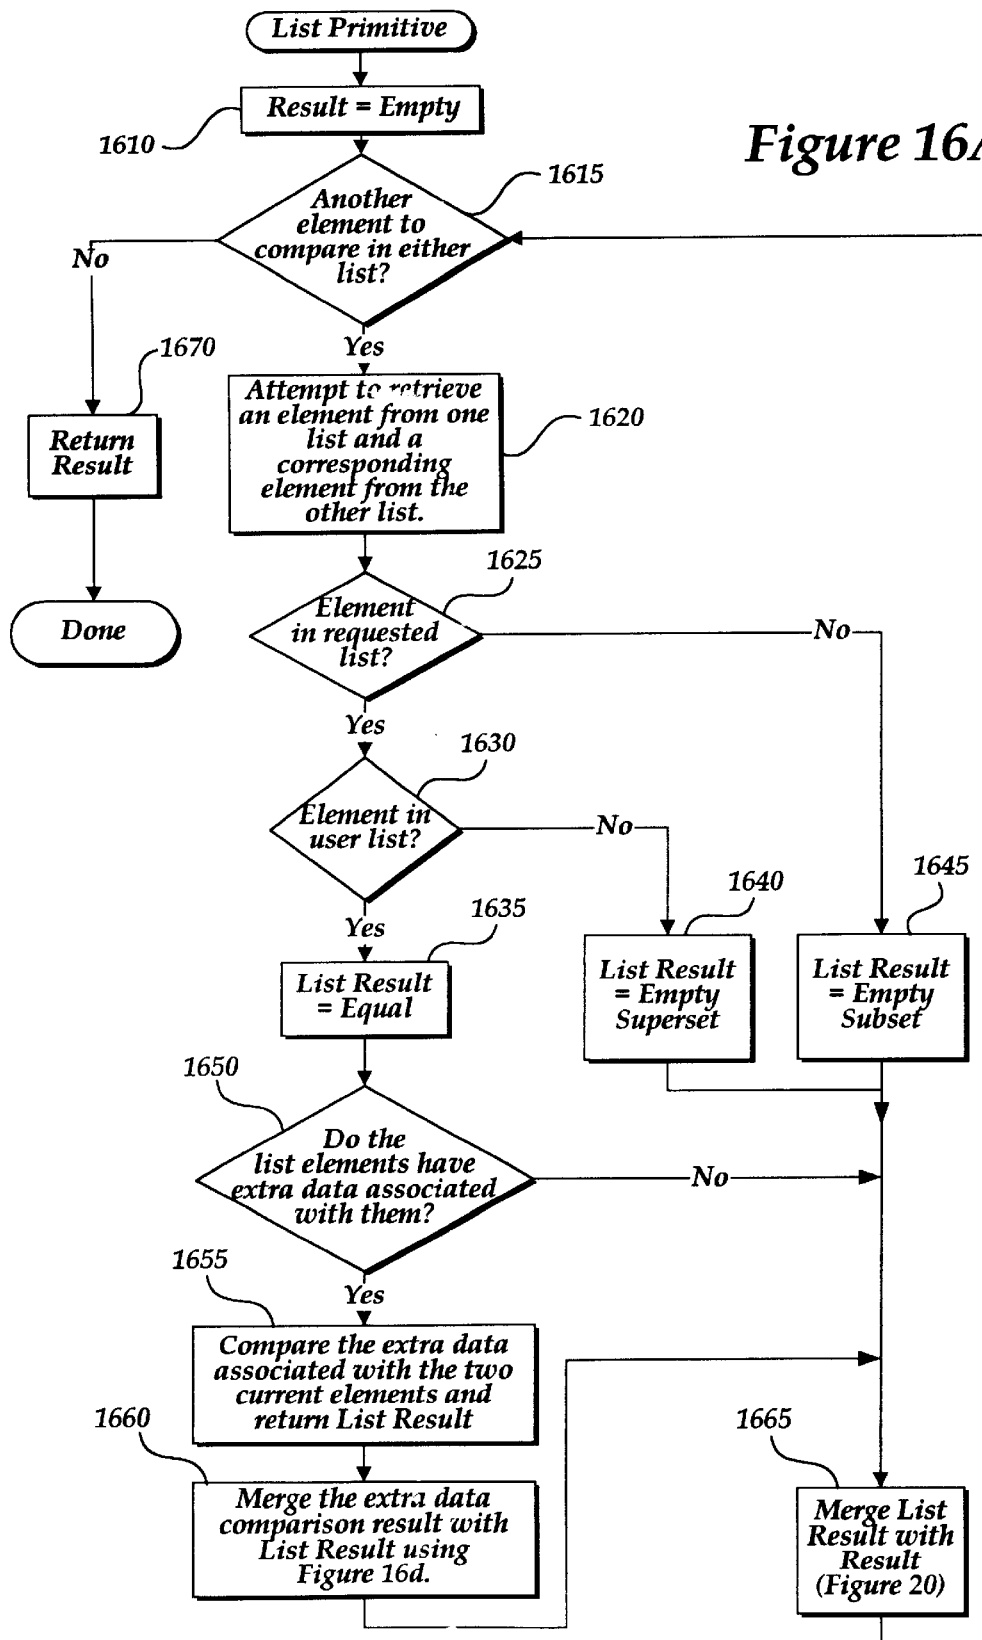 List Primitive
Result = Empty
1610
Figure 16A
1615
Another
element to
compare in either
list?
No
Yes
1670
Return
Result
Done
Attempt to retrieve
an element from one
list and a
corresponding
element from the
other list.
1620
1625
Element
in requested
list?
No
Yes
1630
Element in
user list?
No
Yes
1635
List Result
= Equal
1640
List Result
= Empty
Superset
1645
List Result
= Empty
Subset
1650
Do the
list elements have
extra data associated
with them?
No
Yes
1655
Compare the extra data
associated with the two
current elements and
return List Result
1660
Merge the extra data
comparison result with
List Result using
Figure 16d.
1665
Merge List
Result with
Result
(Figure 20)